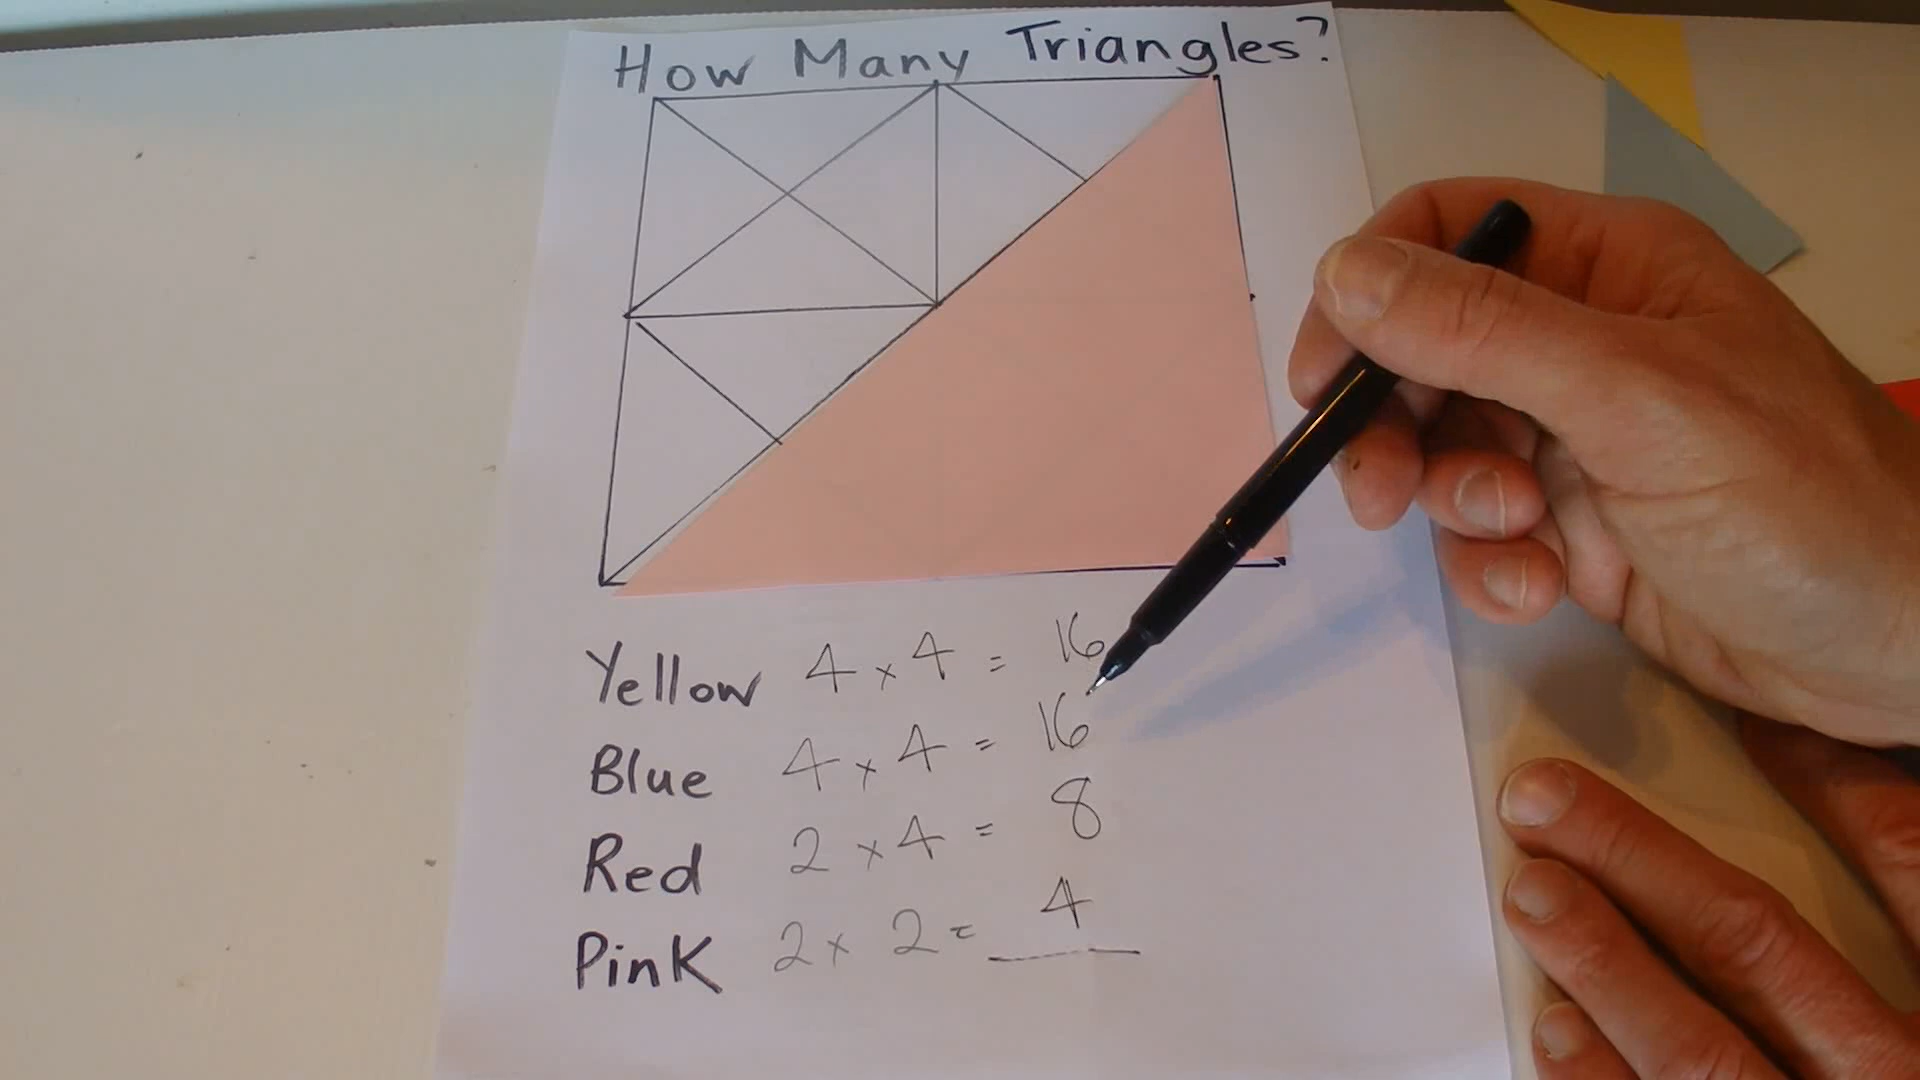 How Many Triangles?
Yellow 4 x 4 = 16
Blue 4 x 4 = 16
Red 2 x 4 = 8
Pink 2 x 2 = 4